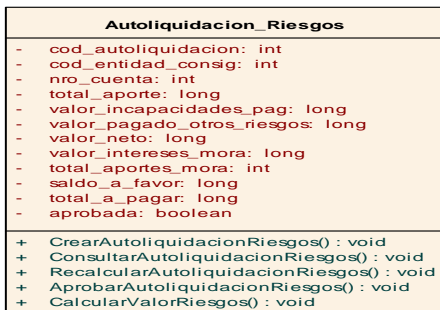 Autoliquidacion_Riesgos
- cod_autoliquidacion: int
- cod_entidad_consig: int
- nro_cuenta: int
- total_aporte: long
- valor_incapacidades_pag: long
- valor_pagado_otros_riesgos: long
- valor_neto: long
- valor_intereses_mora: long
- total_aportes_mora: int
- saldo_a_favor: long
- total_a_pagar: long
- aprobada: boolean
+ CrearAutoliquidacionRiesgos() : void
+ ConsultarAutoliquidacionRiesgos() : void
+ RecalcularAutoliquidacionRiesgos() : void
+ AprobarAutoliquidacionRiesgos() : void
+ CalcularValorRiesgos() : void